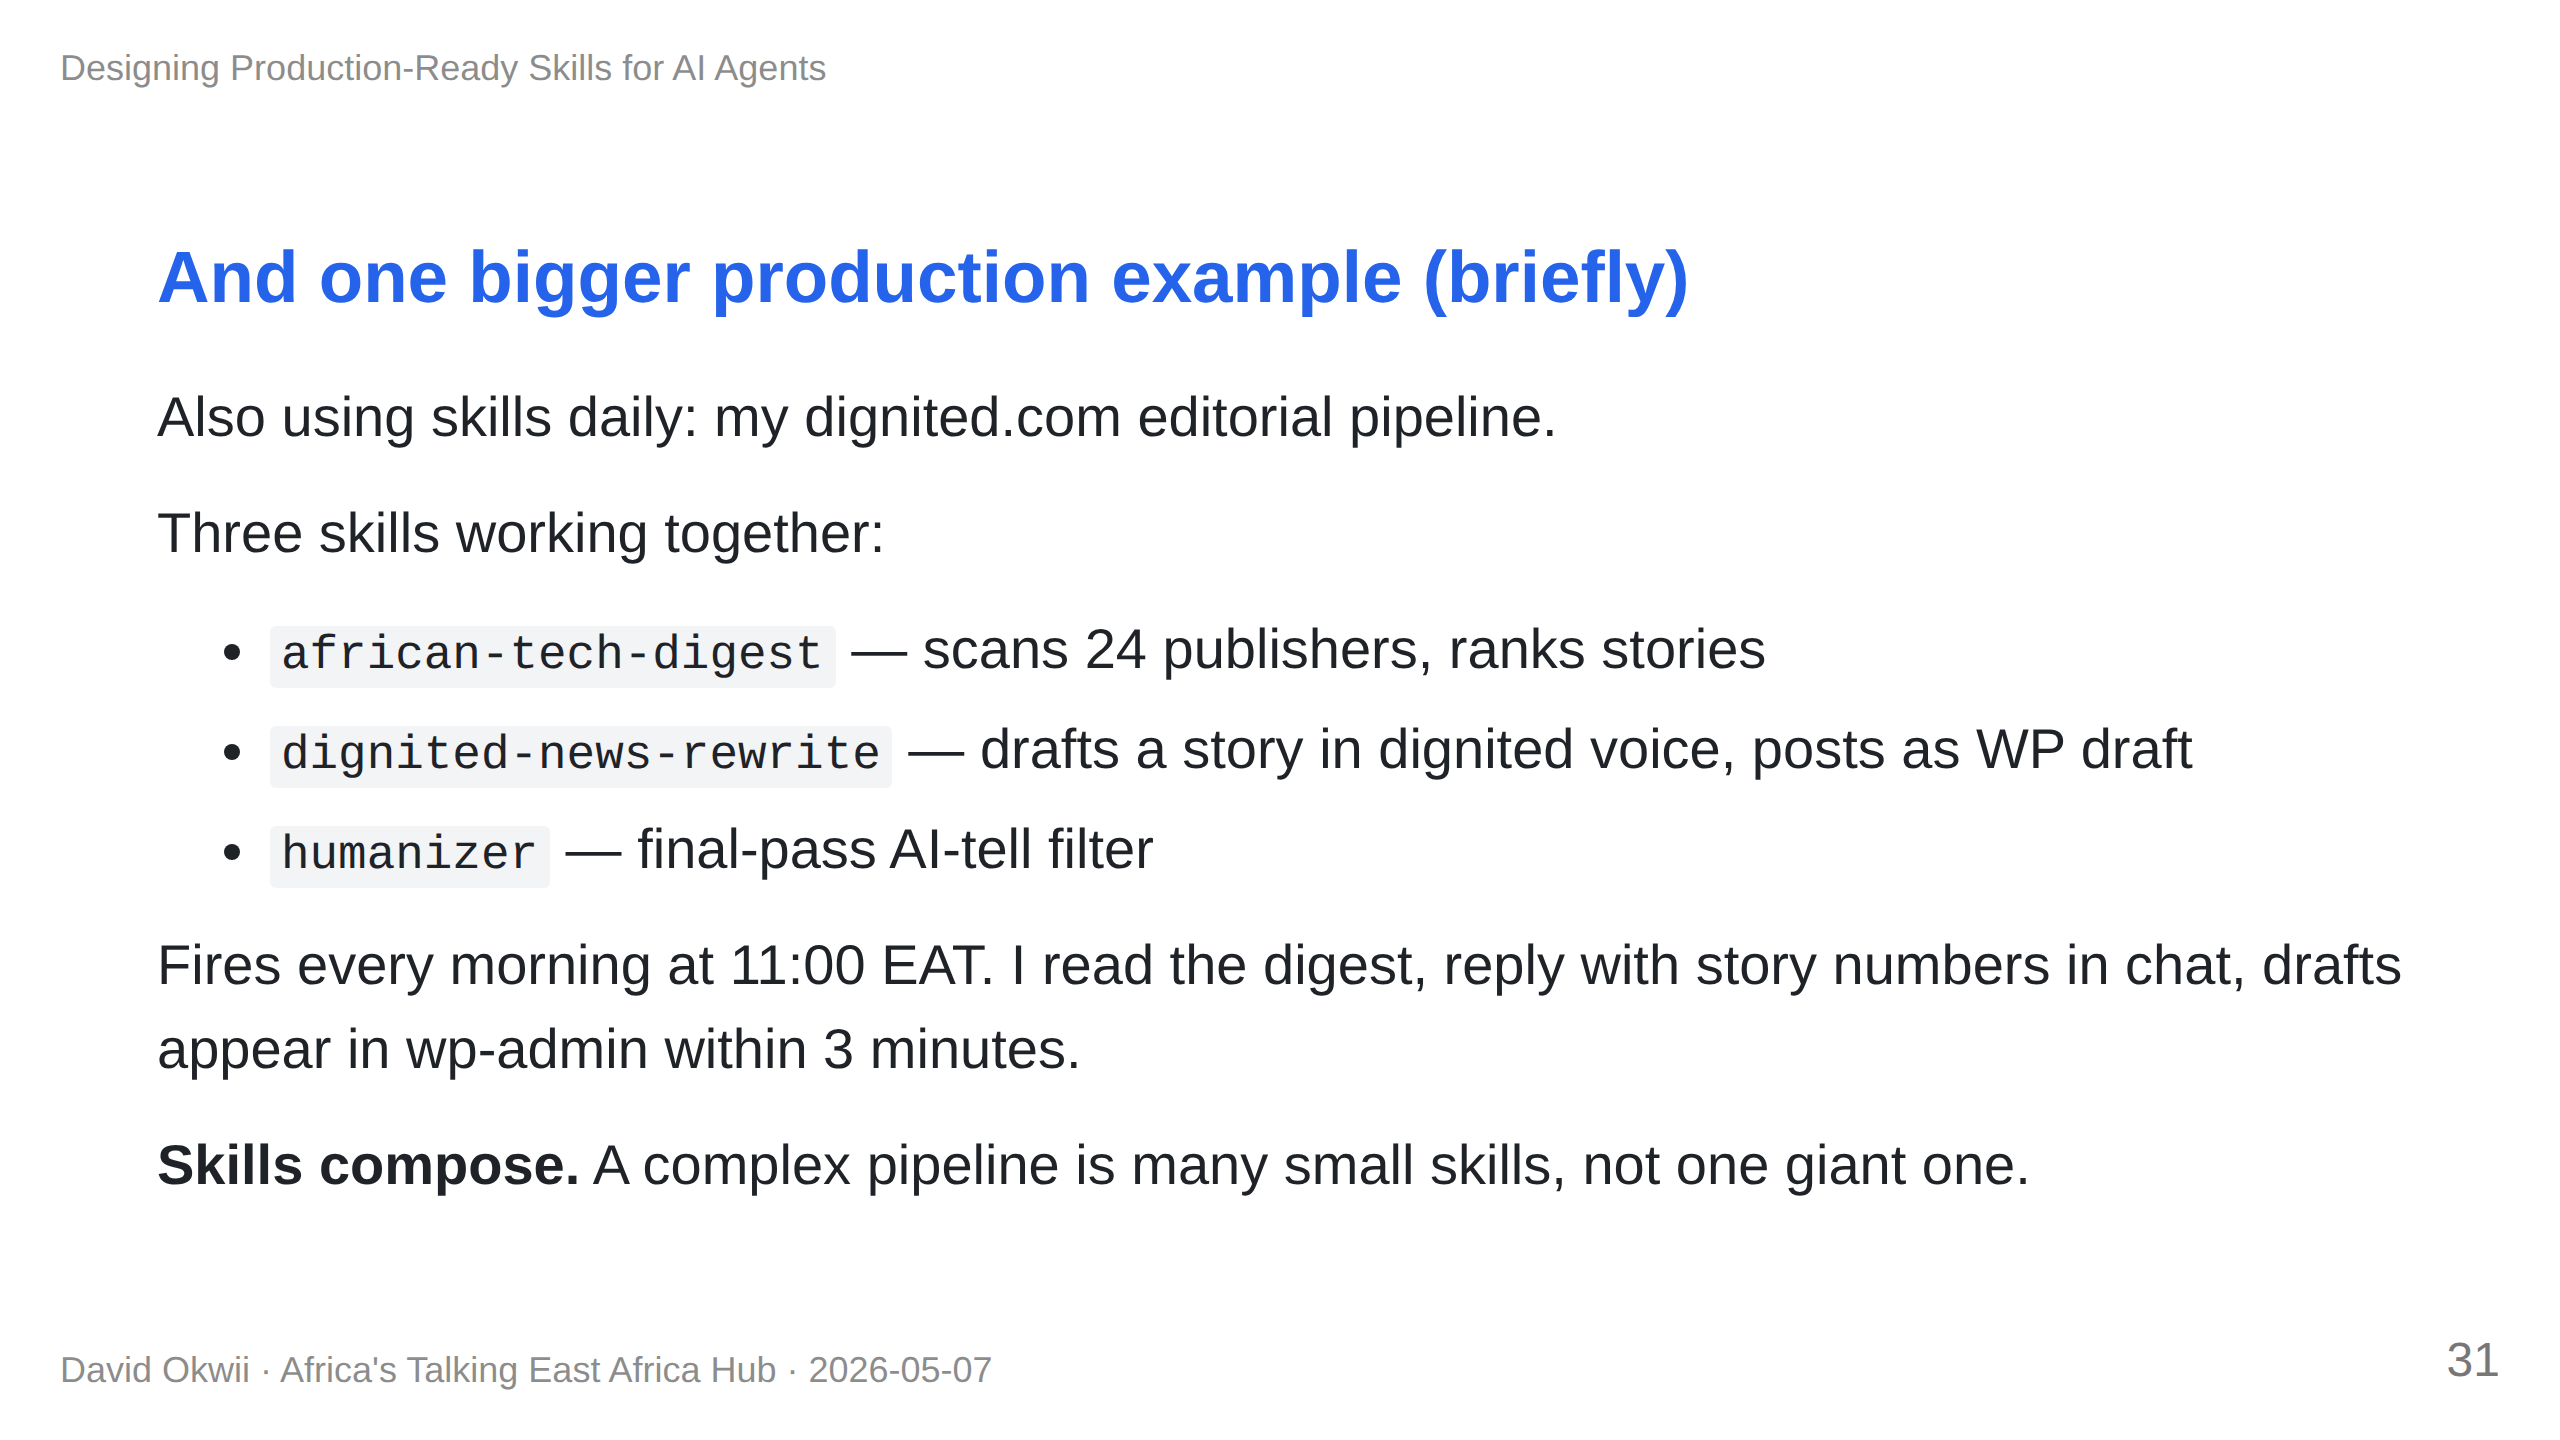 Designing Production-Ready Skills for AI Agents
And one bigger production example (briefly)
Also using skills daily: my dignited.com editorial pipeline.
Three skills working together:
• african-tech-digest — scans 24 publishers, ranks stories
• dignited-news-rewrite — drafts a story in dignited voice, posts as WP draft
• humanizer — final-pass AI-tell filter
Fires every morning at 11:00 EAT. I read the digest, reply with story numbers in chat, drafts
appear in wp-admin within 3 minutes.
Skills compose. A complex pipeline is many small skills, not one giant one.
David Okwii · Africa's Talking East Africa Hub · 2026-05-07
31